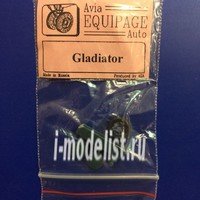 Avia
EQUIPAGE
Auto
Gladiator
Made in Russia
Produced by
i-modelist.ru